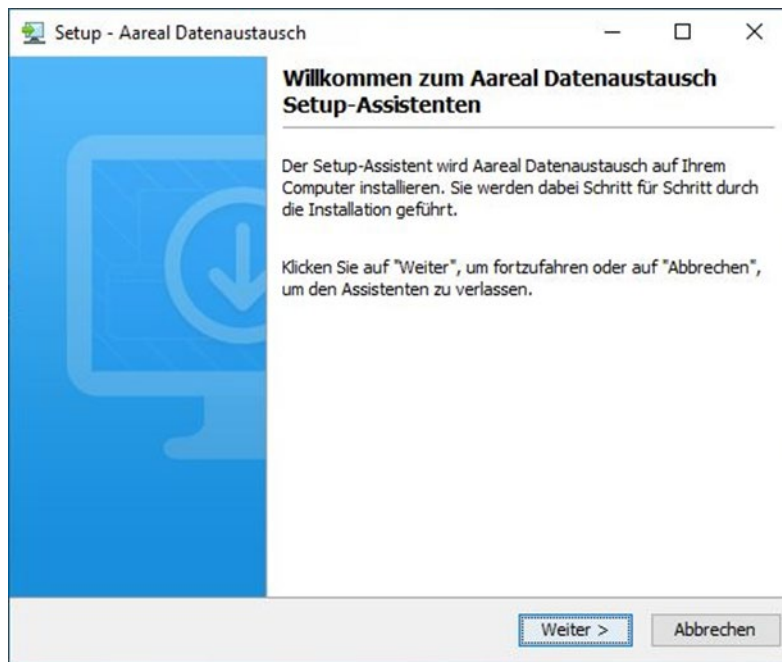 Setup - Aareal Datenaustausch
Willkommen zum Aareal Datenaustausch
Setup-Assistenten
Der Setup-Assistent wird Aareal Datenaustausch auf Ihrem
Computer installieren. Sie werden dabei Schritt für Schritt durch
die Installation geführt.
Klicken Sie auf "Weiter", um fortzufahren oder auf "Abbrechen",
um den Assistenten zu verlassen.
Weiter >
Abbrechen